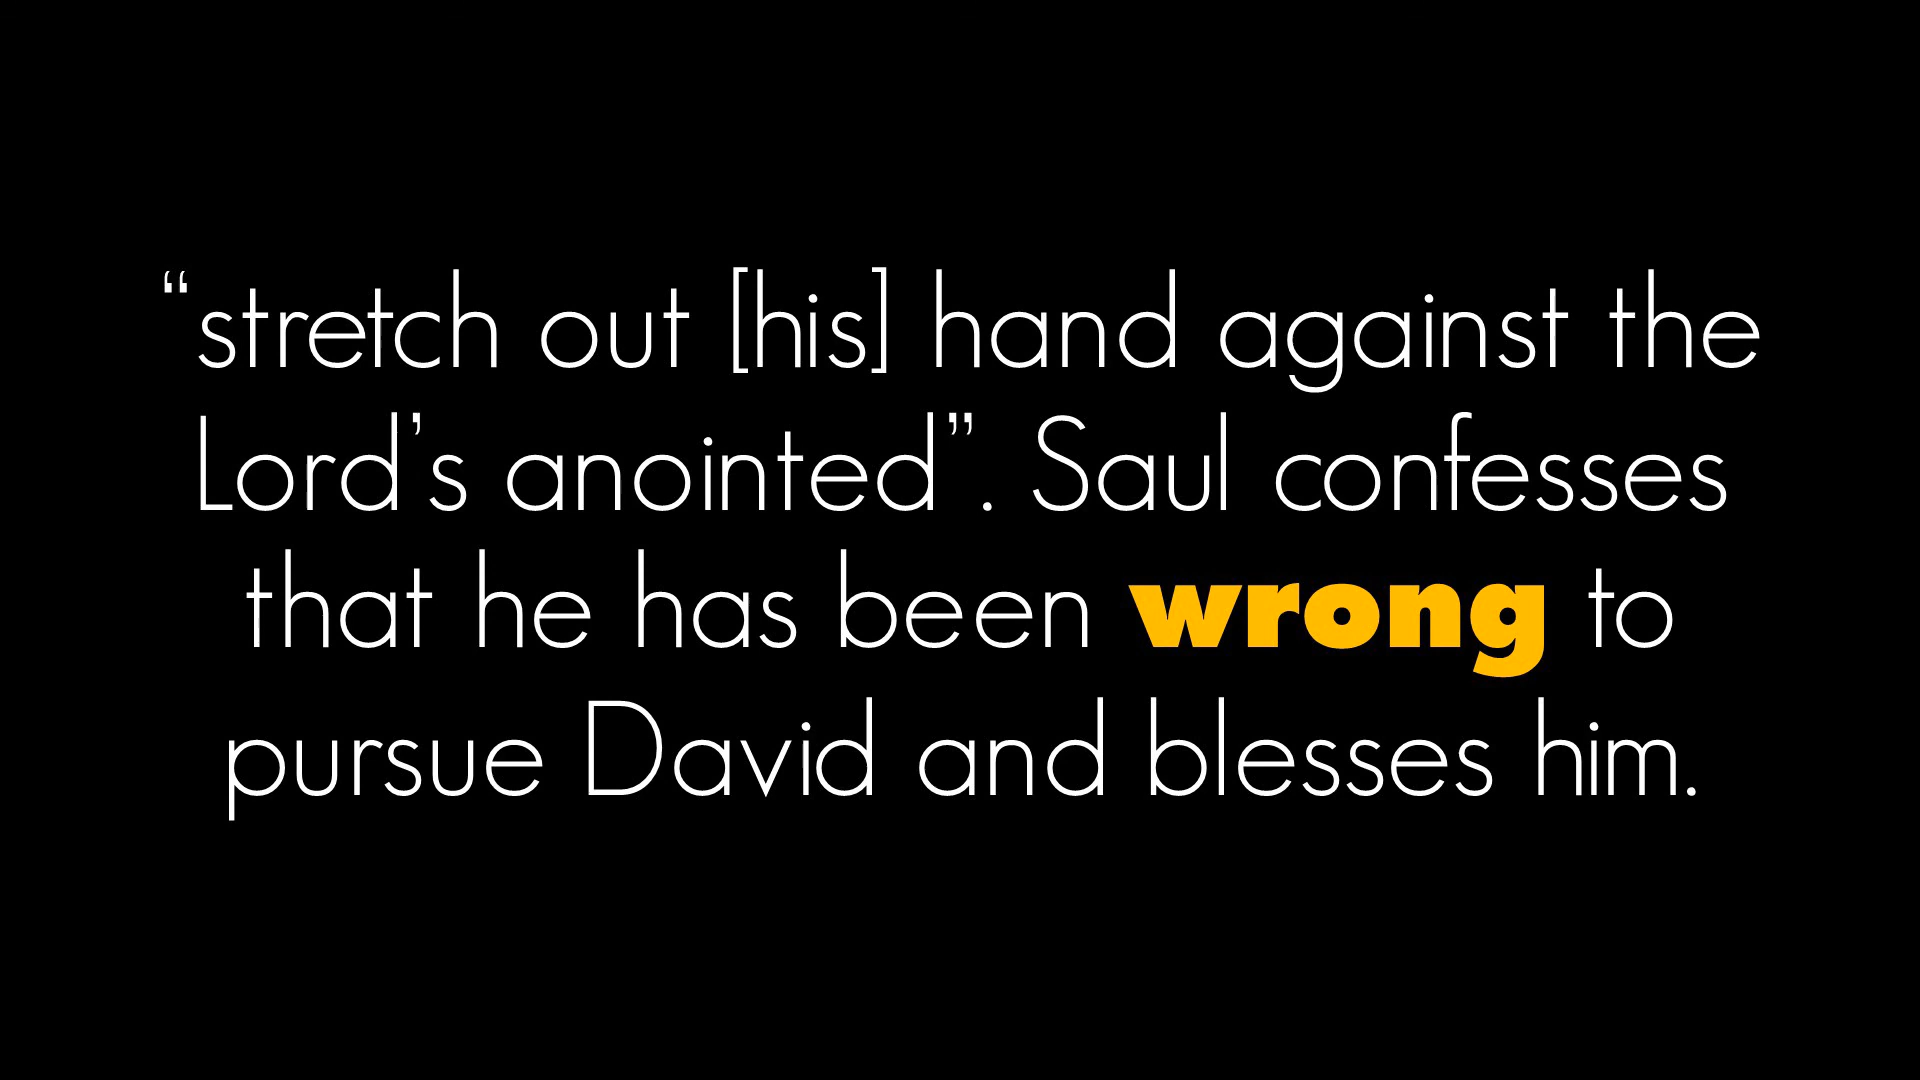 “stretch out [his] hand against the
Lord’s anointed”. Saul confesses
that he has been wrong to
pursue David and blesses him.